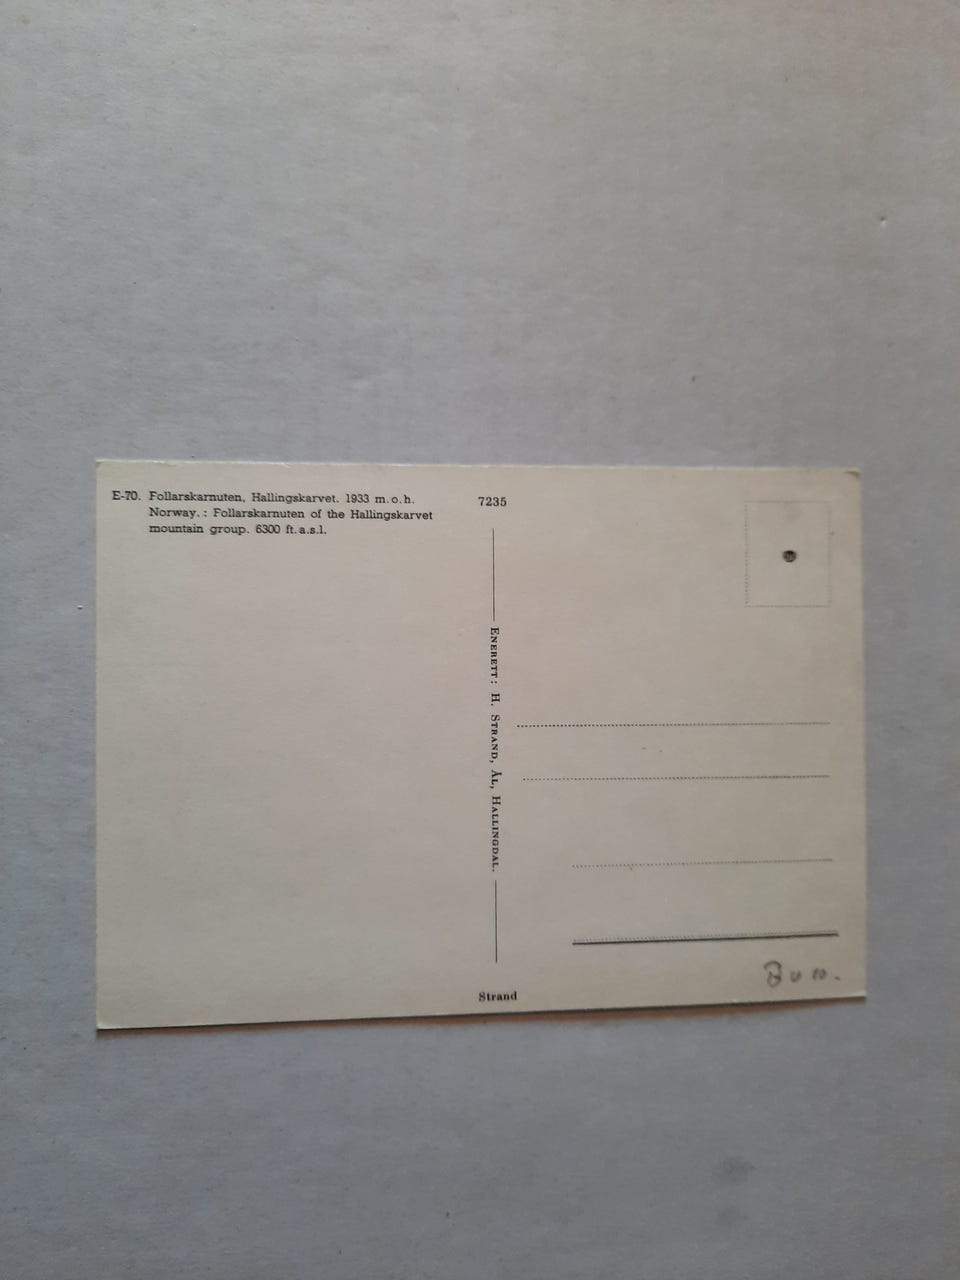 E-70. Follarskarnuten, Hallingskarvet. 1933 m.o.h.
Norway.: Follarskarnuten of the Hallingskarvet
mountain group. 6300 ft.a.s.l.
7235
ENERETT: H. STRAND, ÅL, HALLINGDAL.
Strand